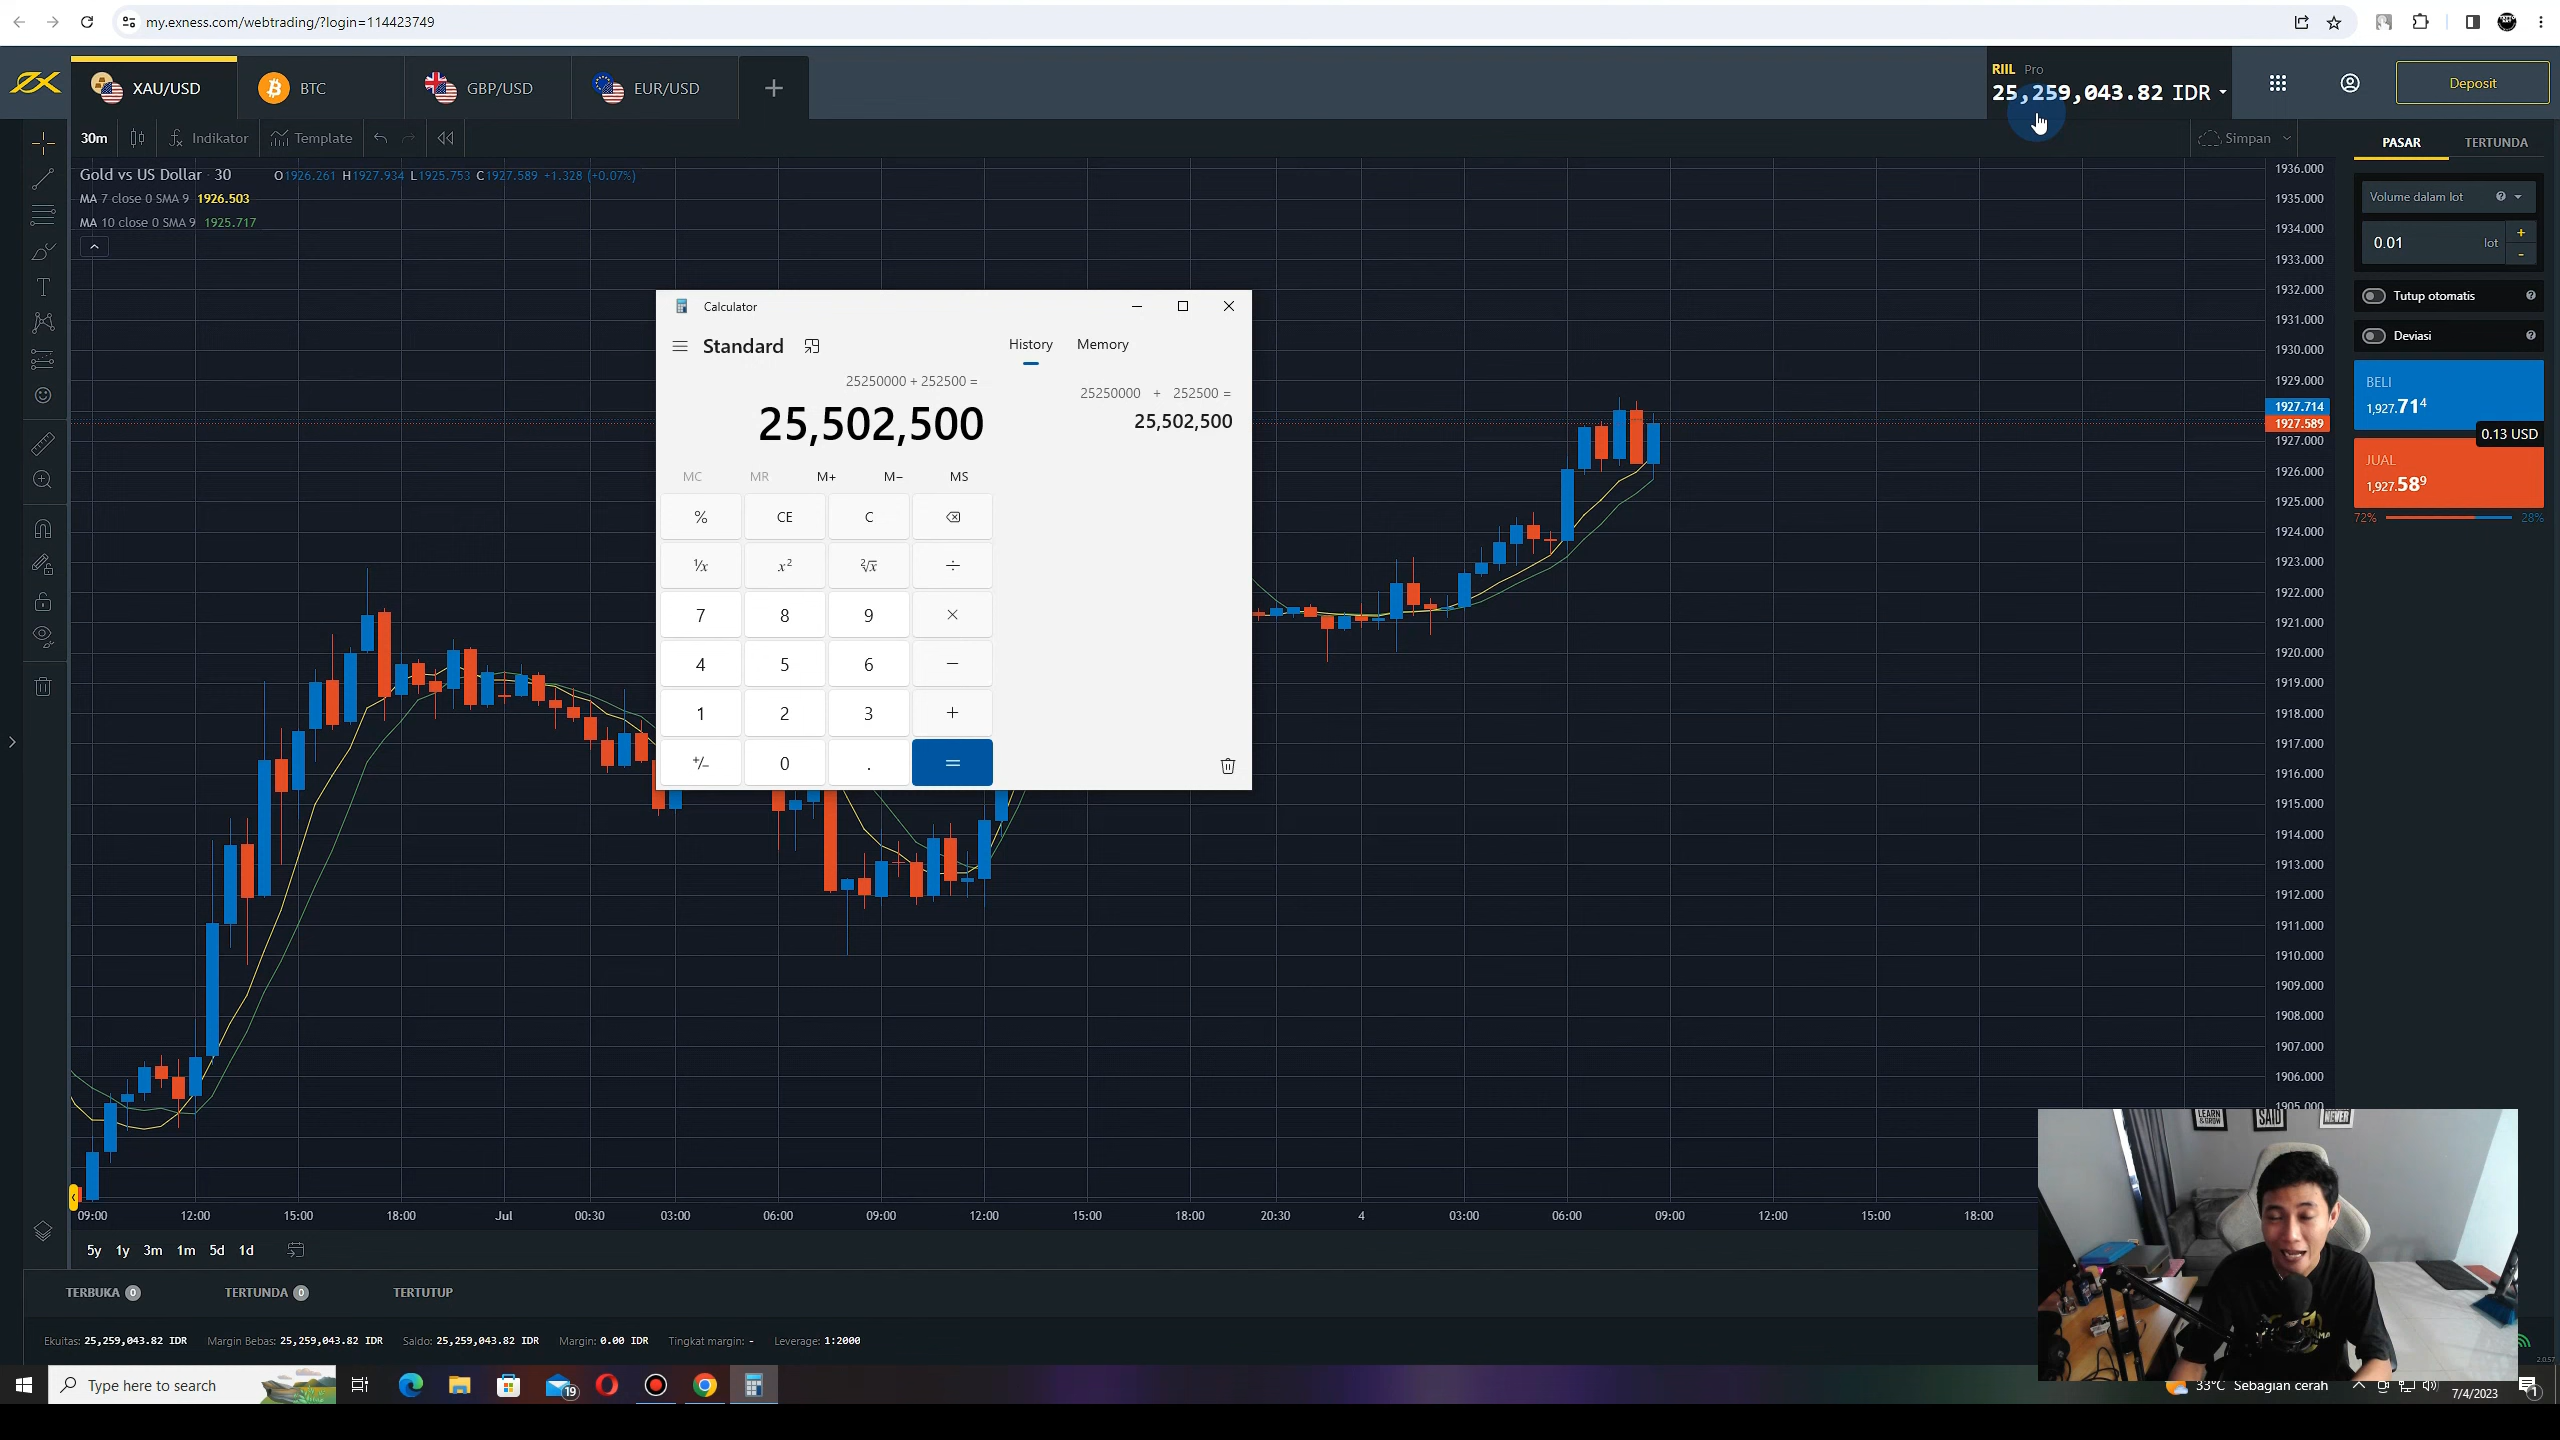 my.exness.com/webtrading/?login=114423749
XAU/USD
BTC
GBP/USD
EUR/USD
RIIL Pro
25,259,043.82 IDR
Deposit
30m
Indikator
Template
Simpan
PASAR
TERTUNDA
Gold vs US Dollar · 30
O1926.261 H1927.934 L1925.753 C1927.589 +1.328 (+0.07%)
MA 7 close 0 SMA 9 1926.503
MA 10 close 0 SMA 9 1925.717
Volume dalam lot
0.01
lot
+
-
Tutup otomatis
Deviasi
BELI
1,927.714
0.13 USD
JUAL
1,927.589
72%
28%
1936.000
1935.000
1934.000
1933.000
1932.000
1931.000
1930.000
1929.000
1927.714
1927.589
1927.000
1926.000
1925.000
1924.000
1923.000
1922.000
1921.000
1920.000
1919.000
1918.000
1917.000
1916.000
1915.000
1914.000
1913.000
1912.000
1911.000
1910.000
1909.000
1908.000
1907.000
1906.000
1905.000
Calculator
Standard
History
Memory
25250000 + 252500 =
25,502,500
25250000 + 252500 =
25,502,500
MC MR M+ M− MS
% CE C
1/x x2 2√x ÷
7 8 9 ×
4 5 6 −
1 2 3 +
+/− 0 . =
09:00 12:00 15:00 18:00 Jul 00:30 03:00 06:00 09:00 12:00 15:00 18:00 20:30 4 03:00 06:00 09:00 12:00 15:00 18:00
5y 1y 3m 1m 5d 1d
TERBUKA 0
TERTUNDA 0
TERTUTUP
Ekuitas: 25,259,043.82 IDR Margin Bebas: 25,259,043.82 IDR Saldo: 25,259,043.82 IDR Margin: 0.00 IDR Tingkat margin: - Leverage: 1:2000
LEARN
& GROW
SAID
NEVER
Type here to search
19
33°C Sebagian cerah
7/4/2023
1